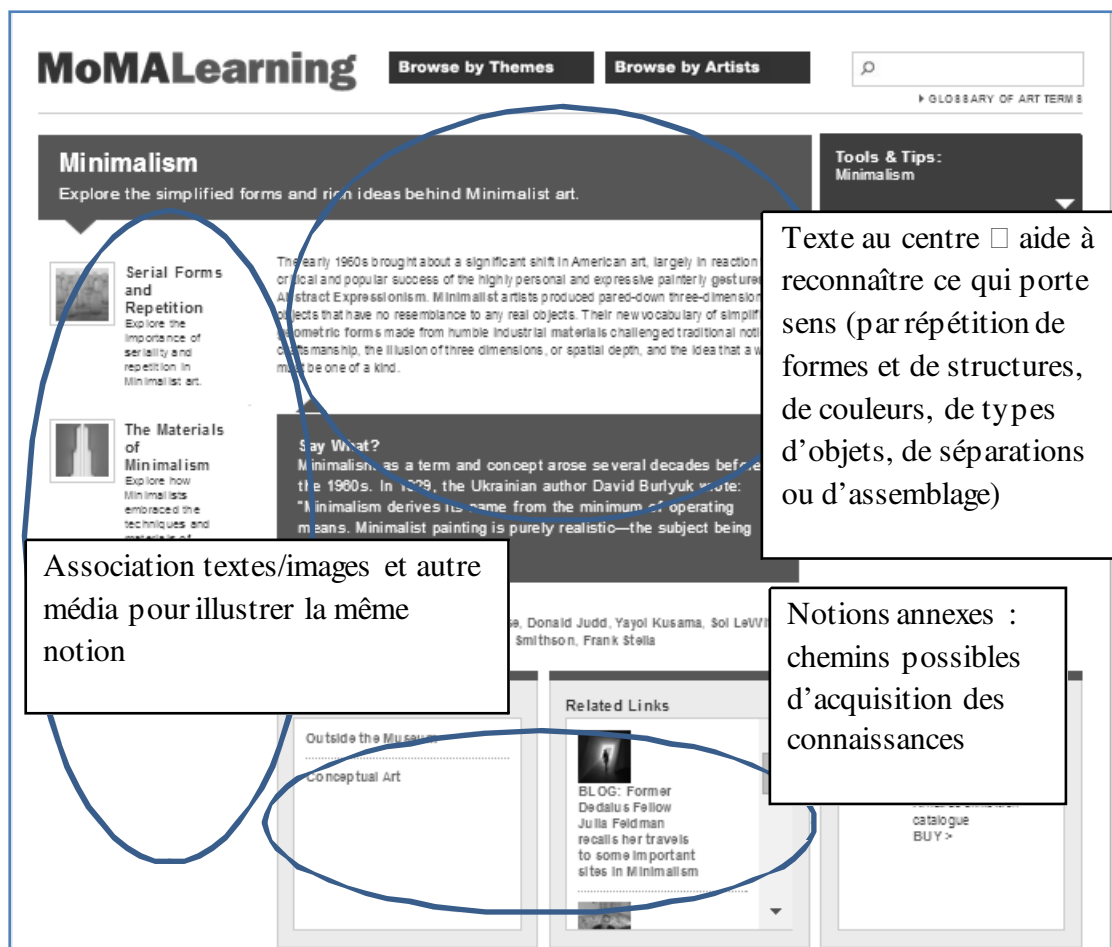 MoMALearning
Browse by Themes
Browse by Artists
GLOSSARY OF ART TERMS
Minimalism
Explore the simplified forms and rich ideas behind Minimalist art.
Tools & Tips:
Minimalism
Serial Forms
and
Repetition
Explore the
importance of
seriality and
repetition in
Minimalist art.
The Materials
of
Minimalism
Explore how
Minimalists
embraced the
techniques and
materials of
The early 1960s brought about a significant shift in American art, largely in reaction
critical and popular success of the highly personal and expressive painterly gestures
Abstract Expressionism. Minimalist artists produced pared-down three-dimension
objects that have no resemblance to any real objects. Their new vocabulary of simplif
geometric forms made from humble industrial materials challenged traditional noti
craftsmanship, the illusion of three dimensions, or spatial depth, and the idea that a w
must be one of a kind.
Say What?
Minimalism as a term and concept arose several decades before
the 1960s. In 1929, the Ukrainian author David Burlyuk wrote:
"Minimalism derives its name from the minimum of operating
means. Minimalist painting is purely realistic—the subject being
Texte au centre □ aide à
reconnaître ce qui porte
sens (par répétition de
formes et de structures,
de couleurs, de types
d'objets, de séparations
ou d'assemblage)
Association textes/images et autre
média pour illustrer la même
notion
se, Donald Judd, Yayoi Kusama, Sol LeWi
Smithson, Frank Stella
Notions annexes :
chemins possibles
d'acquisition des
connaissances
Outside the Museum
Conceptual Art
Related Links
BLOG: Former
Dedalus Fellow
Julia Feldman
recalls her travels
to some important
sites in Minimalism
catalogue
BUY >